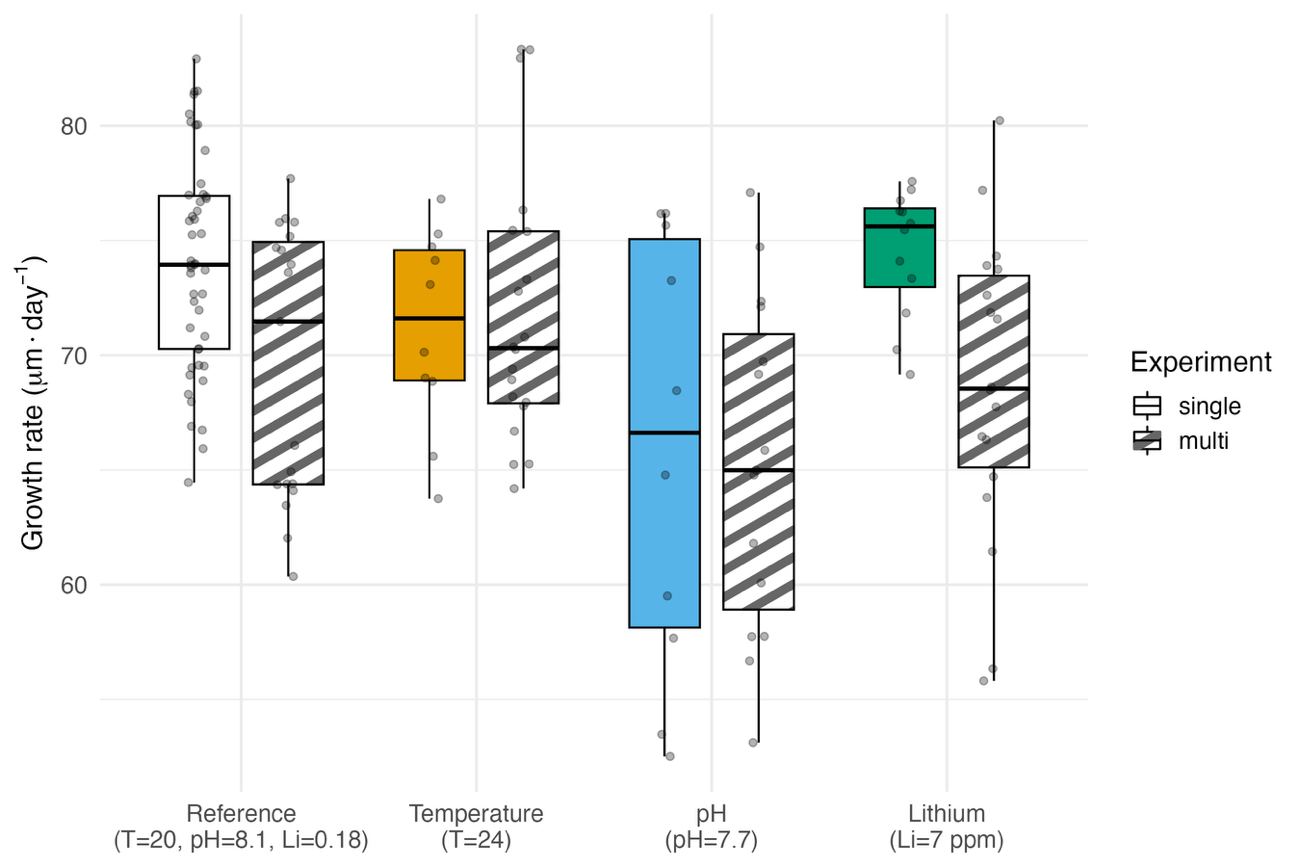 Growth rate (μm · day⁻¹)
80
70
60
Reference
(T=20, pH=8.1, Li=0.18)
Temperature
(T=24)
pH
(pH=7.7)
Lithium
(Li=7 ppm)
Experiment
single
multi